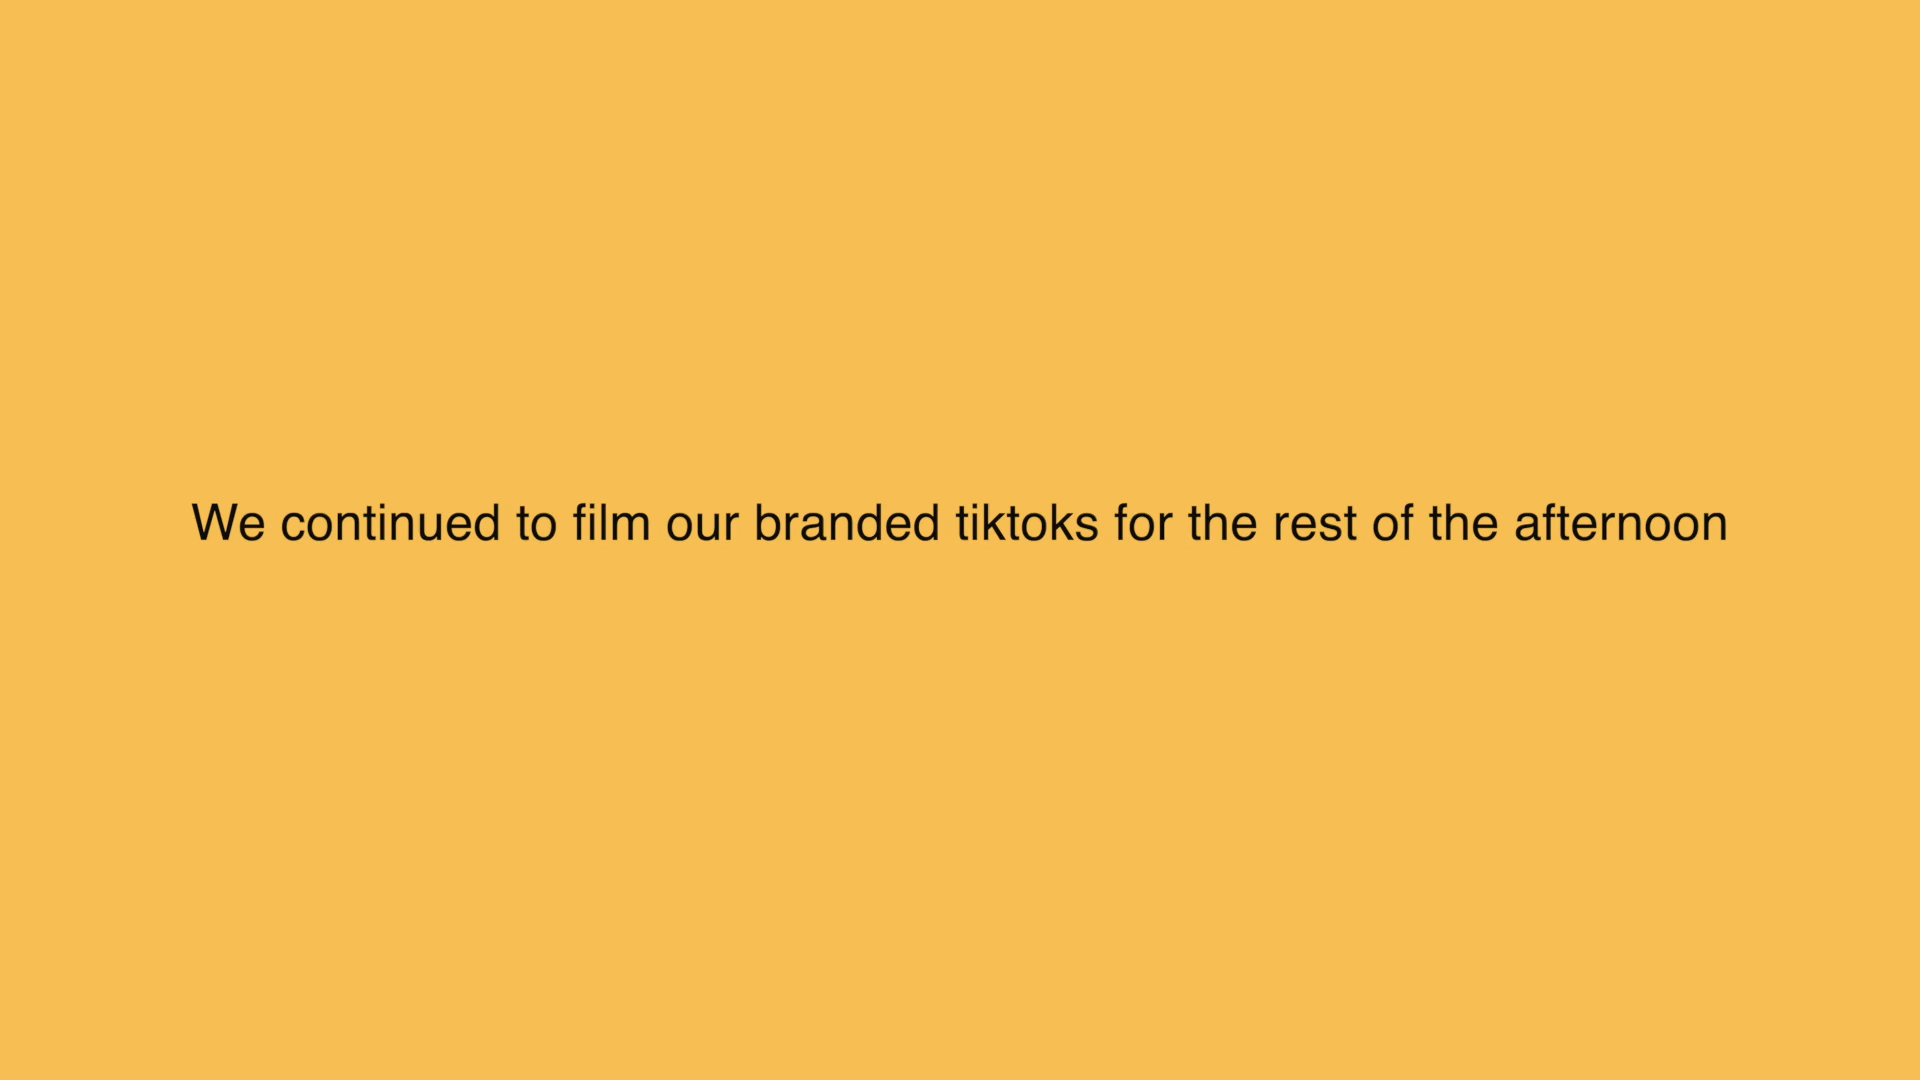 We continued to film our branded tiktoks for the rest of the afternoon